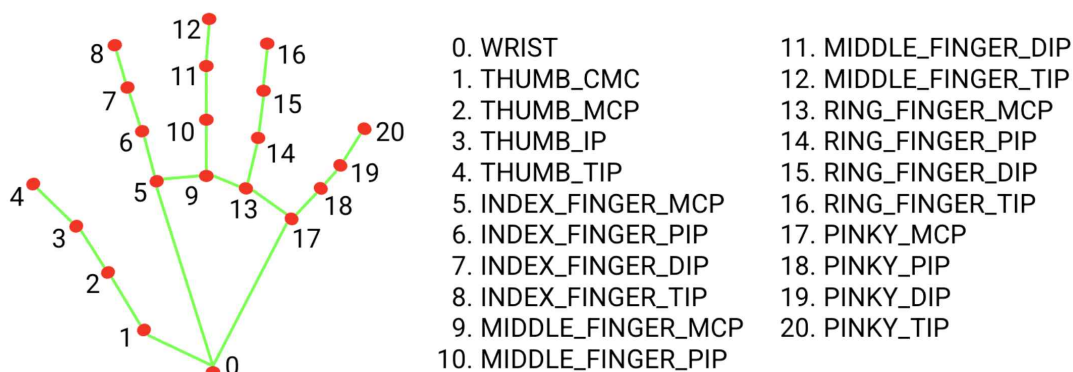 12
8
16
11
7
15
20
6
10
14
19
4
5
9
13
18
3
17
2
1
0
0. WRIST
1. THUMB_CMC
2. THUMB_MCP
3. THUMB_IP
4. THUMB_TIP
5. INDEX_FINGER_MCP
6. INDEX_FINGER_PIP
7. INDEX_FINGER_DIP
8. INDEX_FINGER_TIP
9. MIDDLE_FINGER_MCP
10. MIDDLE_FINGER_PIP
11. MIDDLE_FINGER_DIP
12. MIDDLE_FINGER_TIP
13. RING_FINGER_MCP
14. RING_FINGER_PIP
15. RING_FINGER_DIP
16. RING_FINGER_TIP
17. PINKY_MCP
18. PINKY_PIP
19. PINKY_DIP
20. PINKY_TIP